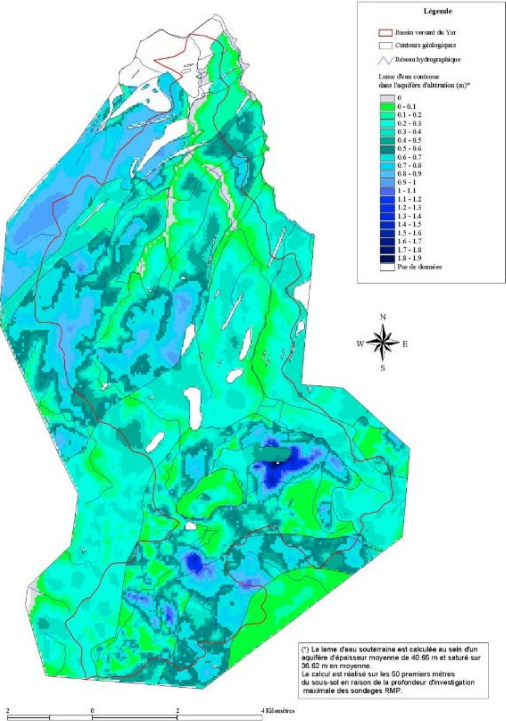 Légende
Bassin versant du Yar
Contours géologiques
Réseau hydrographique
Lame d'eau contenue
dans l'aquifère d'altération (m)*
0
0 - 0.1
0.1 - 0.2
0.2 - 0.3
0.3 - 0.4
0.4 - 0.5
0.5 - 0.6
0.6 - 0.7
0.7 - 0.8
0.8 - 0.9
0.9 - 1
1 - 1.1
1.1 - 1.2
1.2 - 1.3
1.3 - 1.4
1.4 - 1.5
1.5 - 1.6
1.6 - 1.7
1.7 - 1.8
1.8 - 1.9
Pas de données
N
W E
S
(*) La lame d'eau souterraine est calculée au sein d'un
aquifère d'épaisseur moyenne de 40.65 m et saturé sur
36.62 m en moyenne.
Le calcul est réalisé sur les 50 premiers mètres
du sous-sol en raison de la profondeur d'investigation
maximale des sondages RMP.
2 0 2 4 Kilomètres